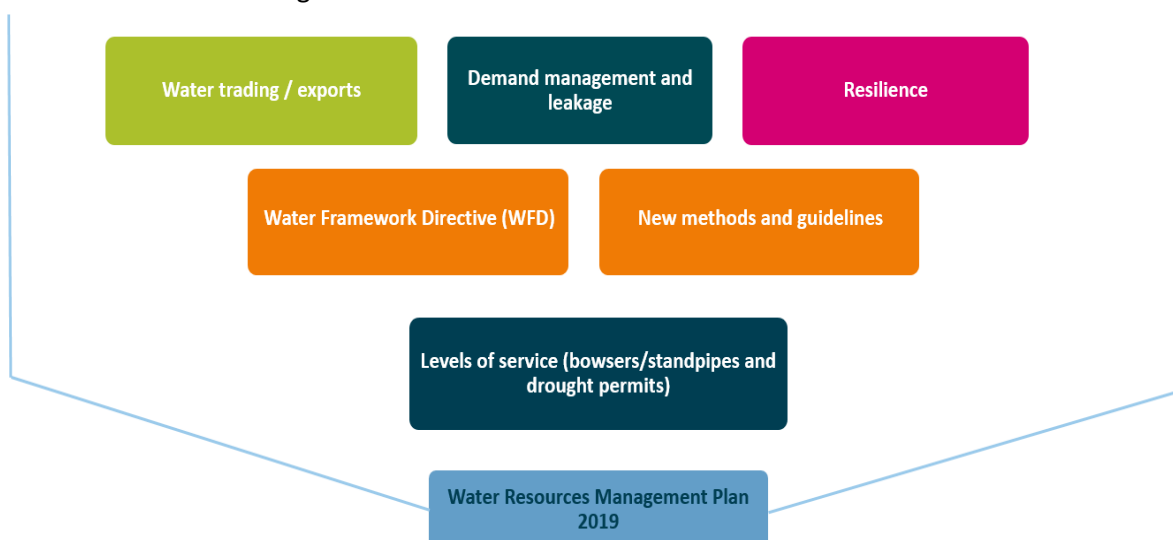 Water trading / exports
Demand management and
leakage
Resilience
Water Framework Directive (WFD)
New methods and guidelines
Levels of service (bowsers/standpipes and
drought permits)
Water Resources Management Plan
2019